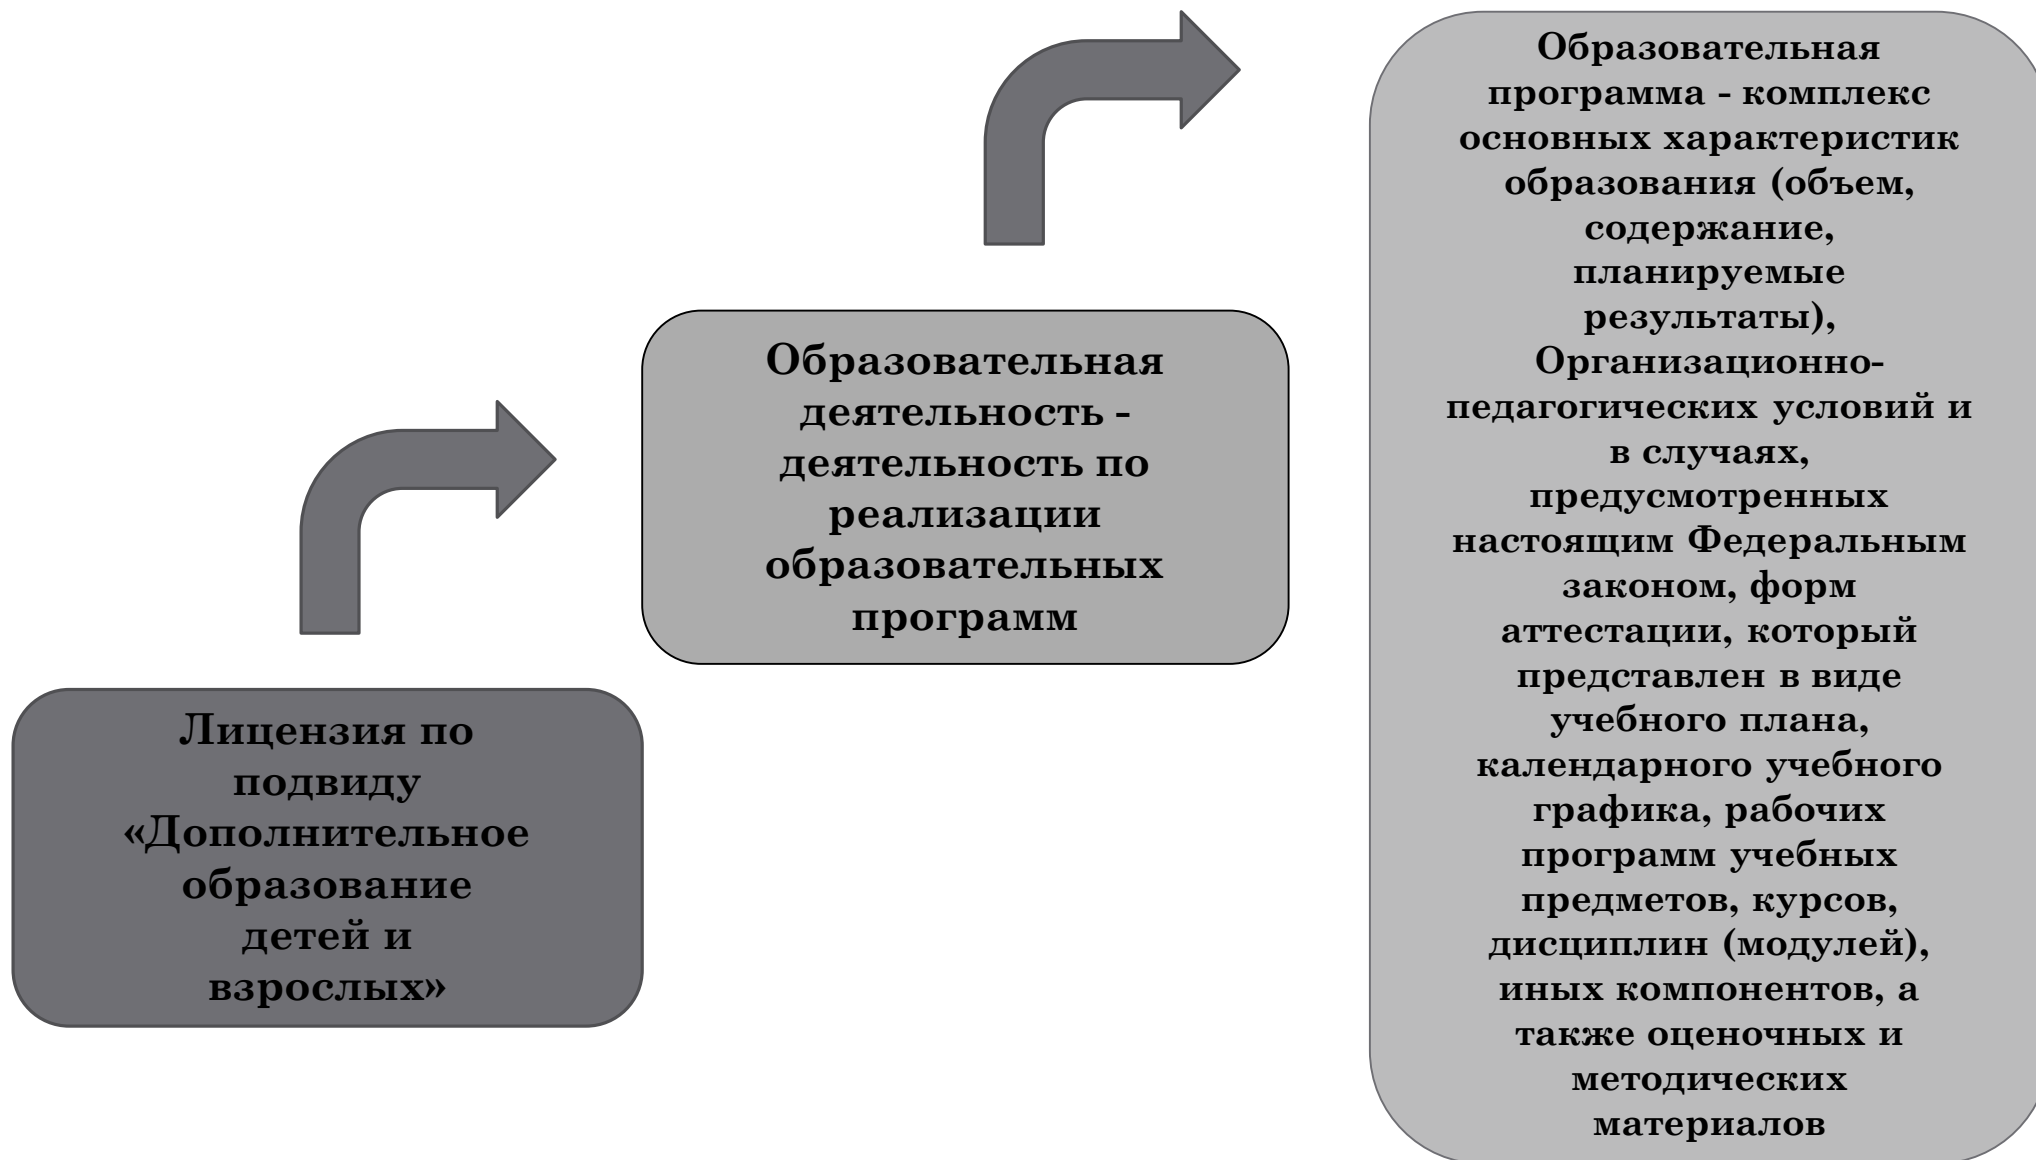 Лицензия по
подвиду
«Дополнительное
образование
детей и
взрослых»
Образовательная
деятельность -
деятельность по
реализации
образовательных
программ
Образовательная
программа - комплекс
основных характеристик
образования (объем,
содержание,
планируемые
результаты),
Организационно-
педагогических условий и
в случаях,
предусмотренных
настоящим Федеральным
законом, форм
аттестации, который
представлен в виде
учебного плана,
календарного учебного
графика, рабочих
программ учебных
предметов, курсов,
дисциплин (модулей),
иных компонентов, а
также оценочных и
методических
материалов